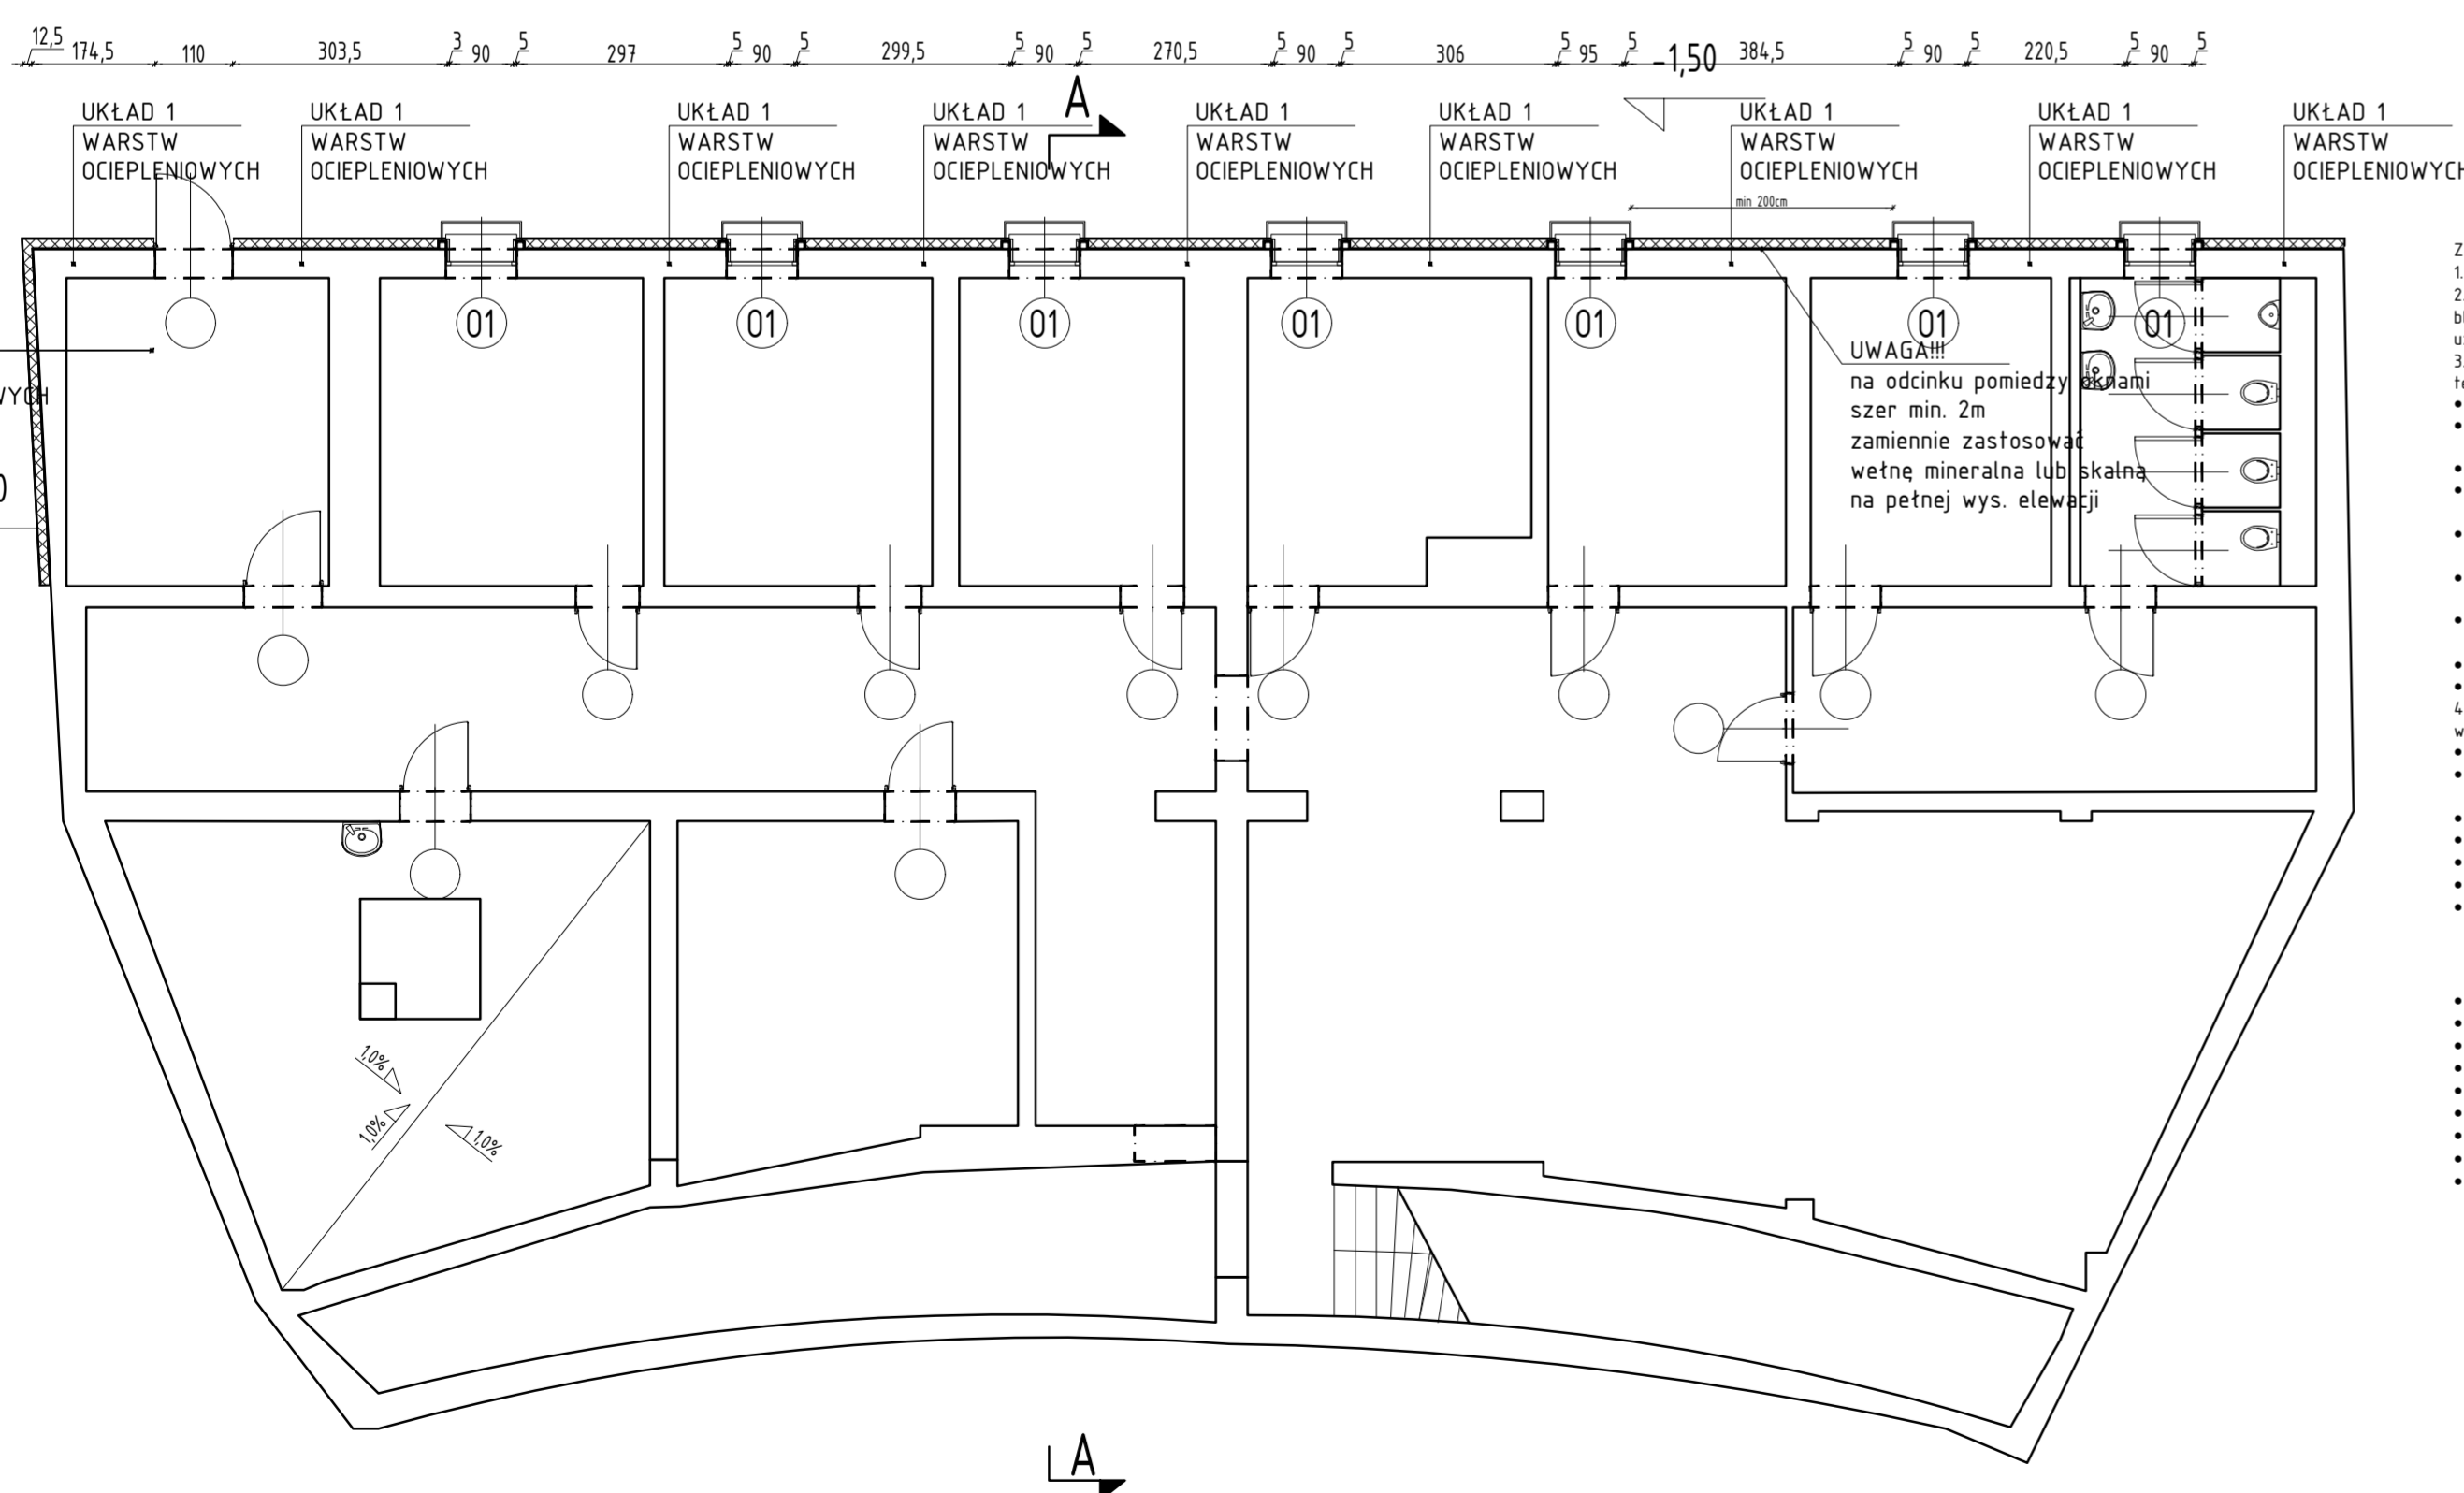 12,5 174,5 110 303,5 3 90 5 297 5 90 5 299,5 5 90 5 270,5 5 90 5 306 5 95 5 -1,50 384,5 5 90 5 220,5 5 90 5
A
UKŁAD 1
WARSTW
OCIEPLENIOWYCH
UKŁAD 1
WARSTW
OCIEPLENIOWYCH
UKŁAD 1
WARSTW
OCIEPLENIOWYCH
UKŁAD 1
WARSTW
OCIEPLENIOWYCH
UKŁAD 1
WARSTW
OCIEPLENIOWYCH
UKŁAD 1
WARSTW
OCIEPLENIOWYCH
UKŁAD 1
WARSTW
OCIEPLENIOWYCH
UKŁAD 1
WARSTW
OCIEPLENIOWYCH
UKŁAD 1
WARSTW
OCIEPLENIOWYCH
min 200cm
01 01 01 01 01 01 01
UWAGA!!!
na odcinku pomiedzy oknami
szer min. 2m
zamiennie zastosować
wełnę mineralna lub skalną
na pełnej wys. elewacji
WYCH
0
1,0%
1,0%
1,0%
A